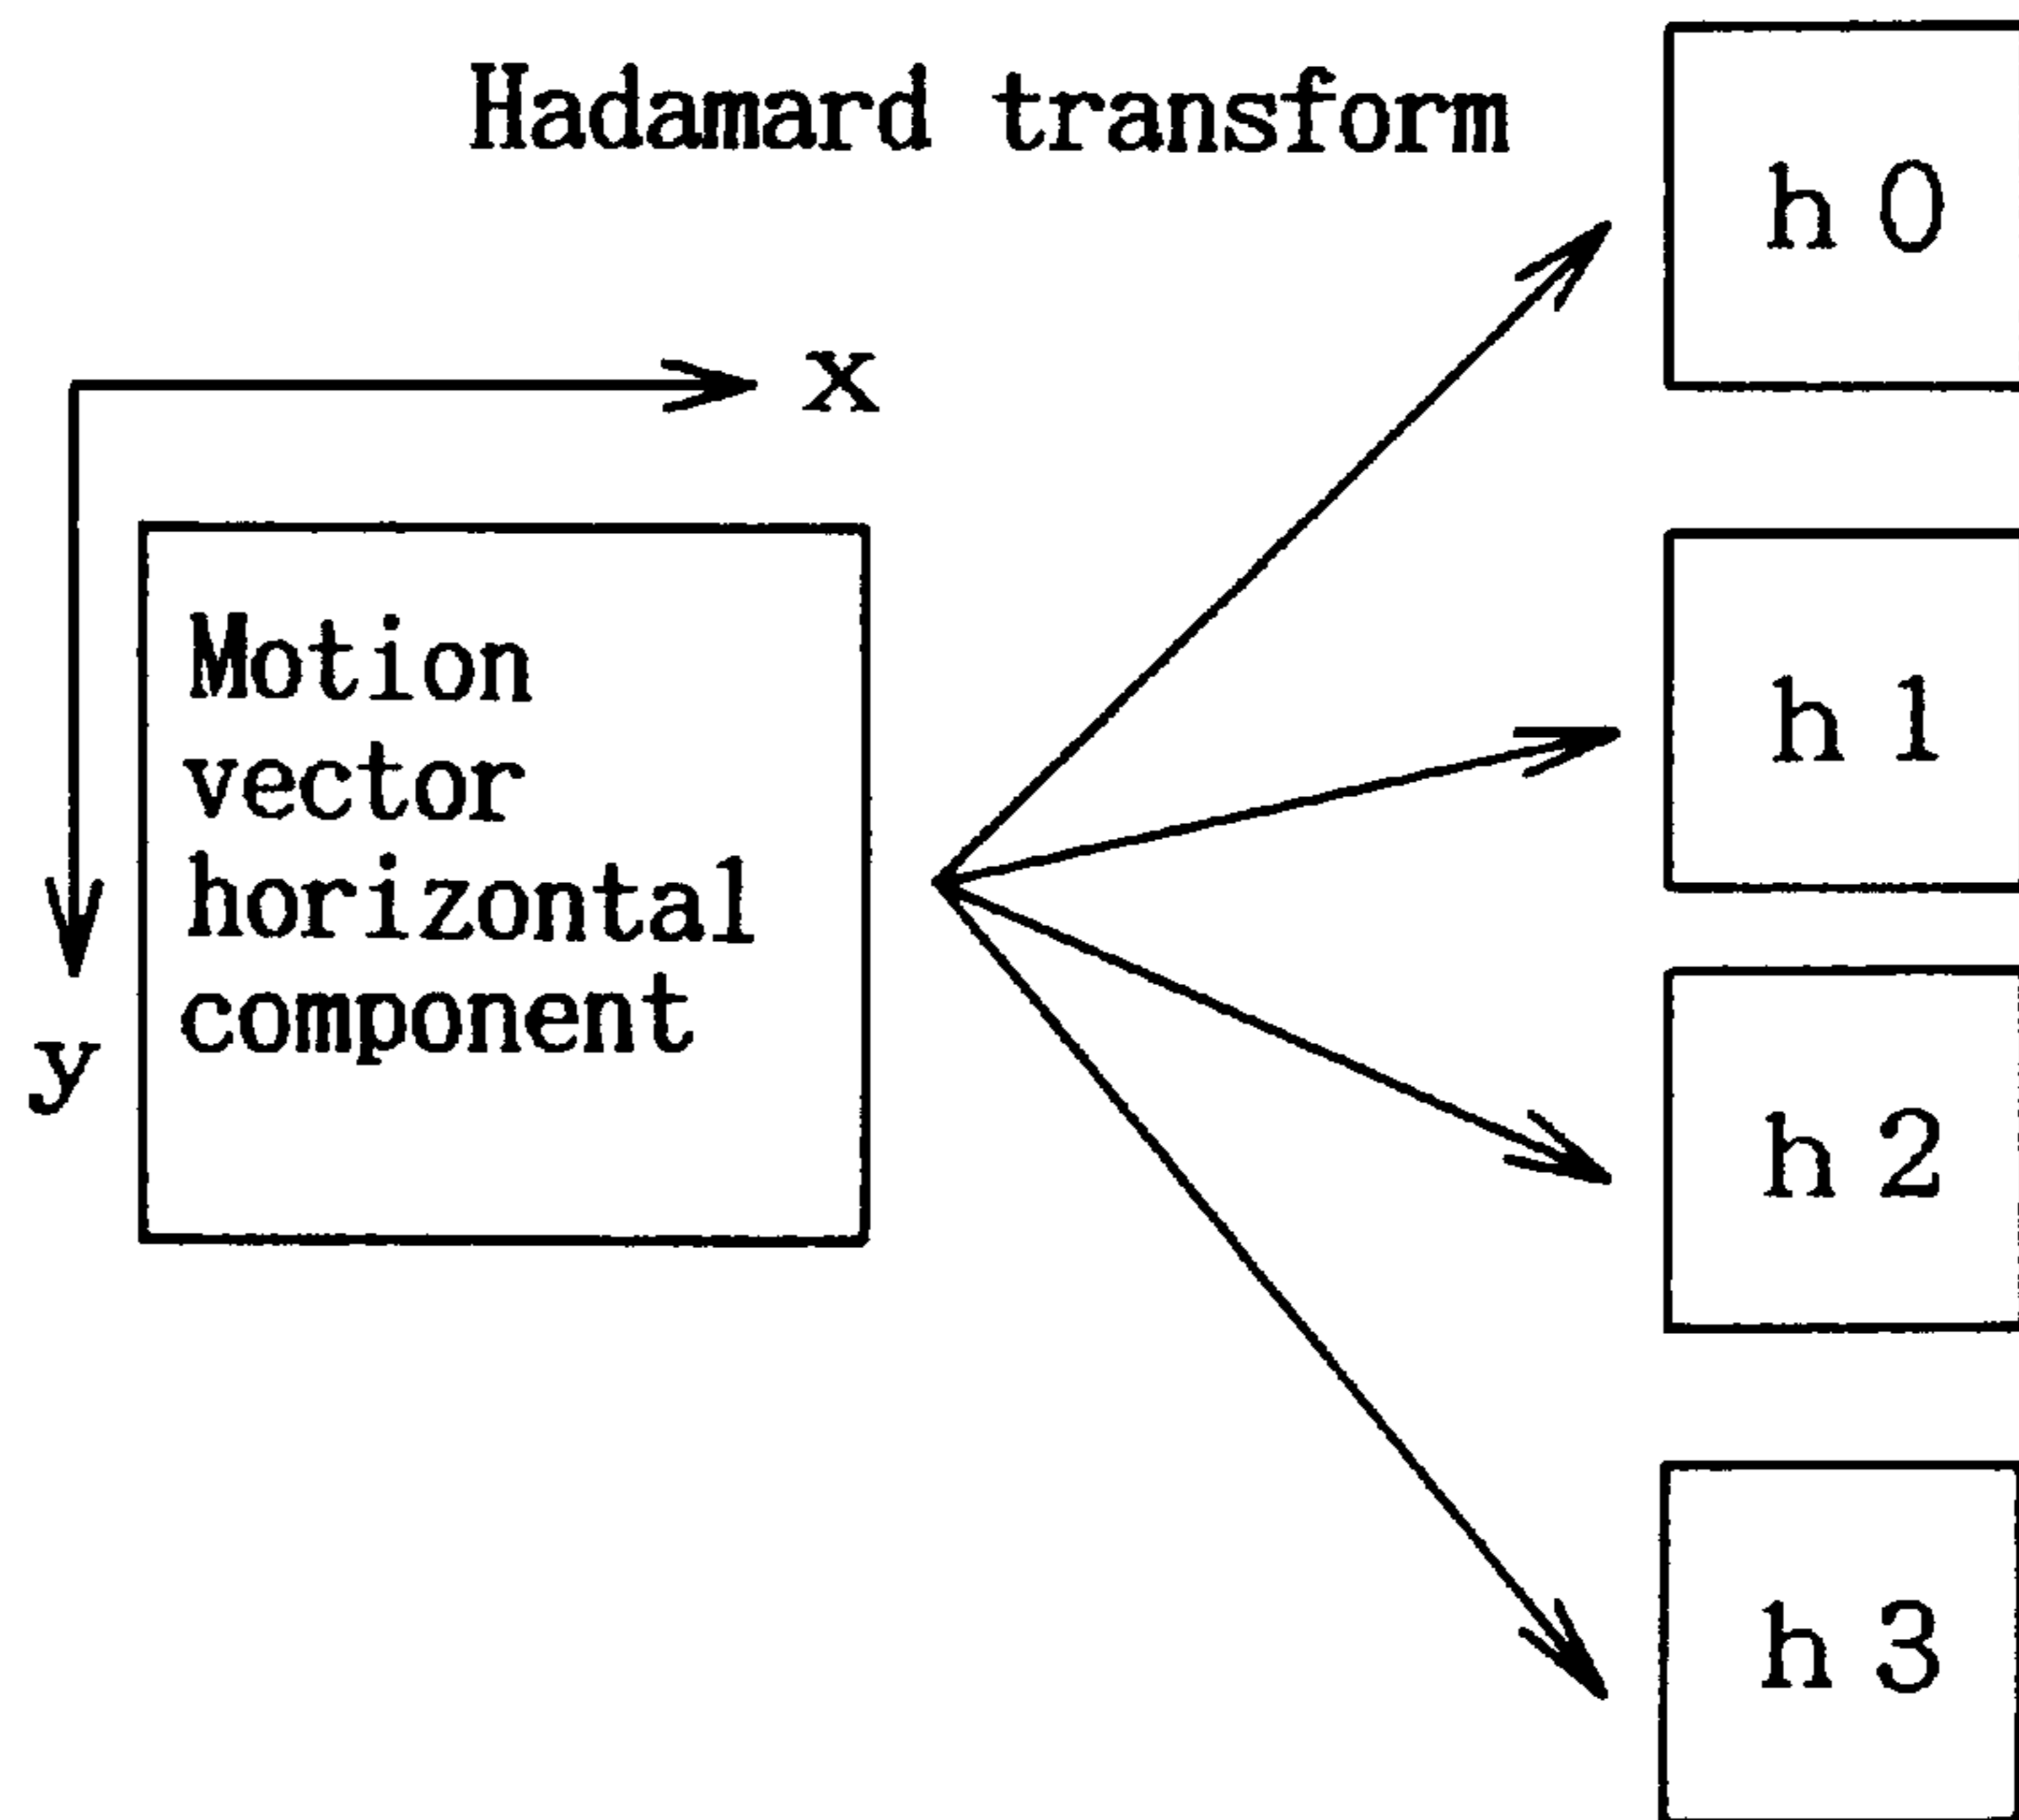 Hadamard transform
h 0
x
Motion
vector
horizontal
component
y
h 1
h 2
h 3